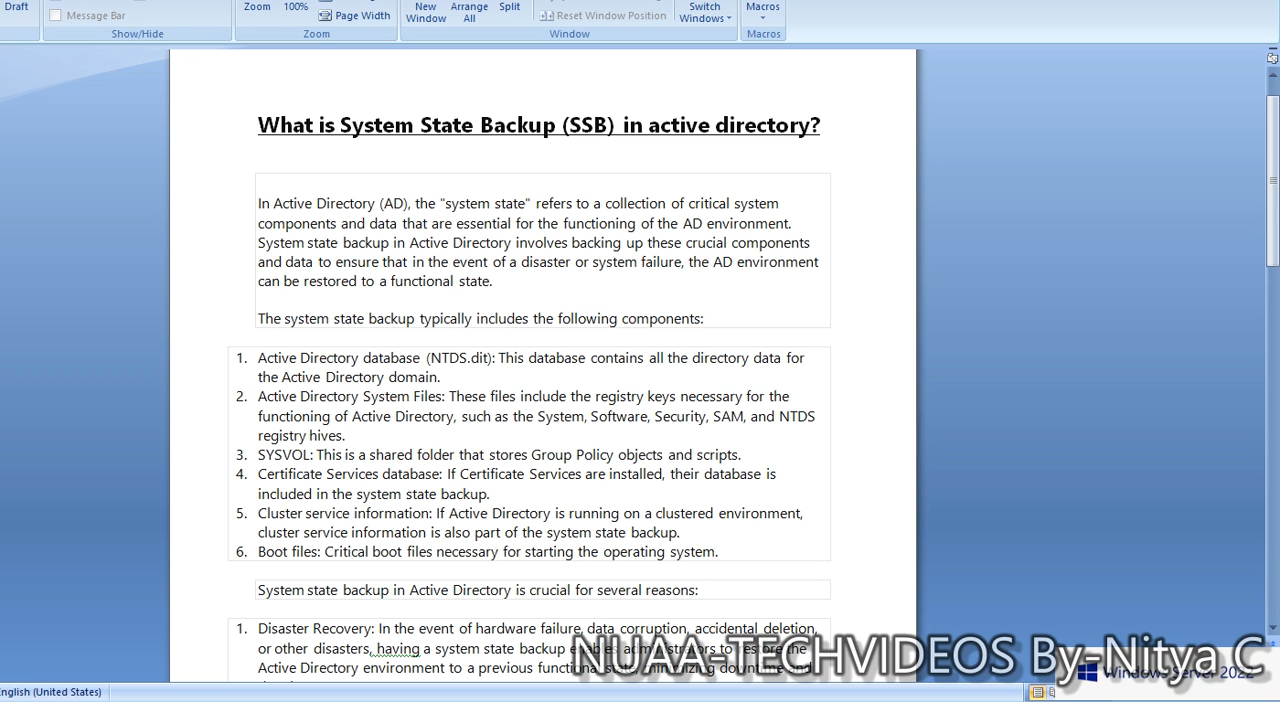 Draft
Message Bar
Show/Hide
Zoom
100%
Page Width
Zoom
New Window
Arrange All
Split
Reset Window Position
Switch Windows
Window
Macros
Macros
What is System State Backup (SSB) in active directory?
In Active Directory (AD), the "system state" refers to a collection of critical system
components and data that are essential for the functioning of the AD environment.
System state backup in Active Directory involves backing up these crucial components
and data to ensure that in the event of a disaster or system failure, the AD environment
can be restored to a functional state.
The system state backup typically includes the following components:
1. Active Directory database (NTDS.dit): This database contains all the directory data for
the Active Directory domain.
2. Active Directory System Files: These files include the registry keys necessary for the
functioning of Active Directory, such as the System, Software, Security, SAM, and NTDS
registry hives.
3. SYSVOL: This is a shared folder that stores Group Policy objects and scripts.
4. Certificate Services database: If Certificate Services are installed, their database is
included in the system state backup.
5. Cluster service information: If Active Directory is running on a clustered environment,
cluster service information is also part of the system state backup.
6. Boot files: Critical boot files necessary for starting the operating system.
System state backup in Active Directory is crucial for several reasons:
1. Disaster Recovery: In the event of hardware failure, data corruption, accidental deletion,
or other disasters, having a system state backup enables administrators to restore the
Active Directory environment to a previous functional state, minimizing downtime and
NUAA-TECHVIDEOS By-Nitya C
Windows Server 2022
English (United States)